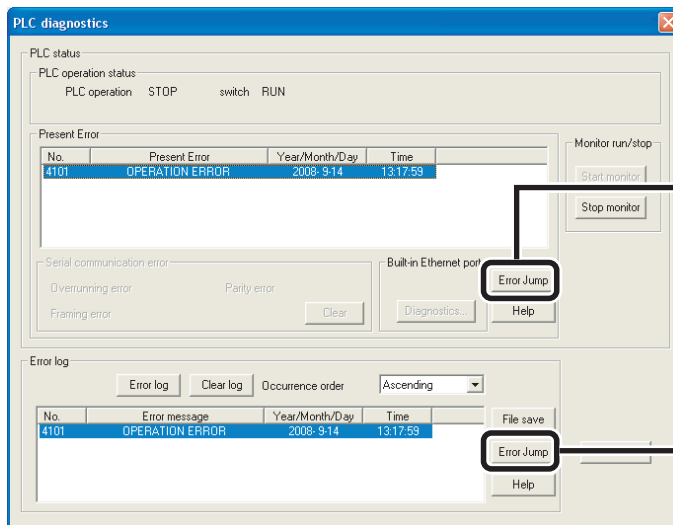 PLC diagnostics
PLC status
PLC operation status
PLC operation STOP switch RUN
Present Error
No. Present Error Year/Month/Day Time
4101 OPERATION ERROR 2008- 9-14 13:17:59
Monitor run/stop
Start monitor
Stop monitor
Serial communication error
Overrunning error Parity error
Framing error Clear
Built-in Ethernet port
Diagnostics...
Error Jump
Help
Error log
Error log Clear log Occurrence order Ascending
No. Error message Year/Month/Day Time
4101 OPERATION ERROR 2008- 9-14 13:17:59
File save
Error Jump
Help